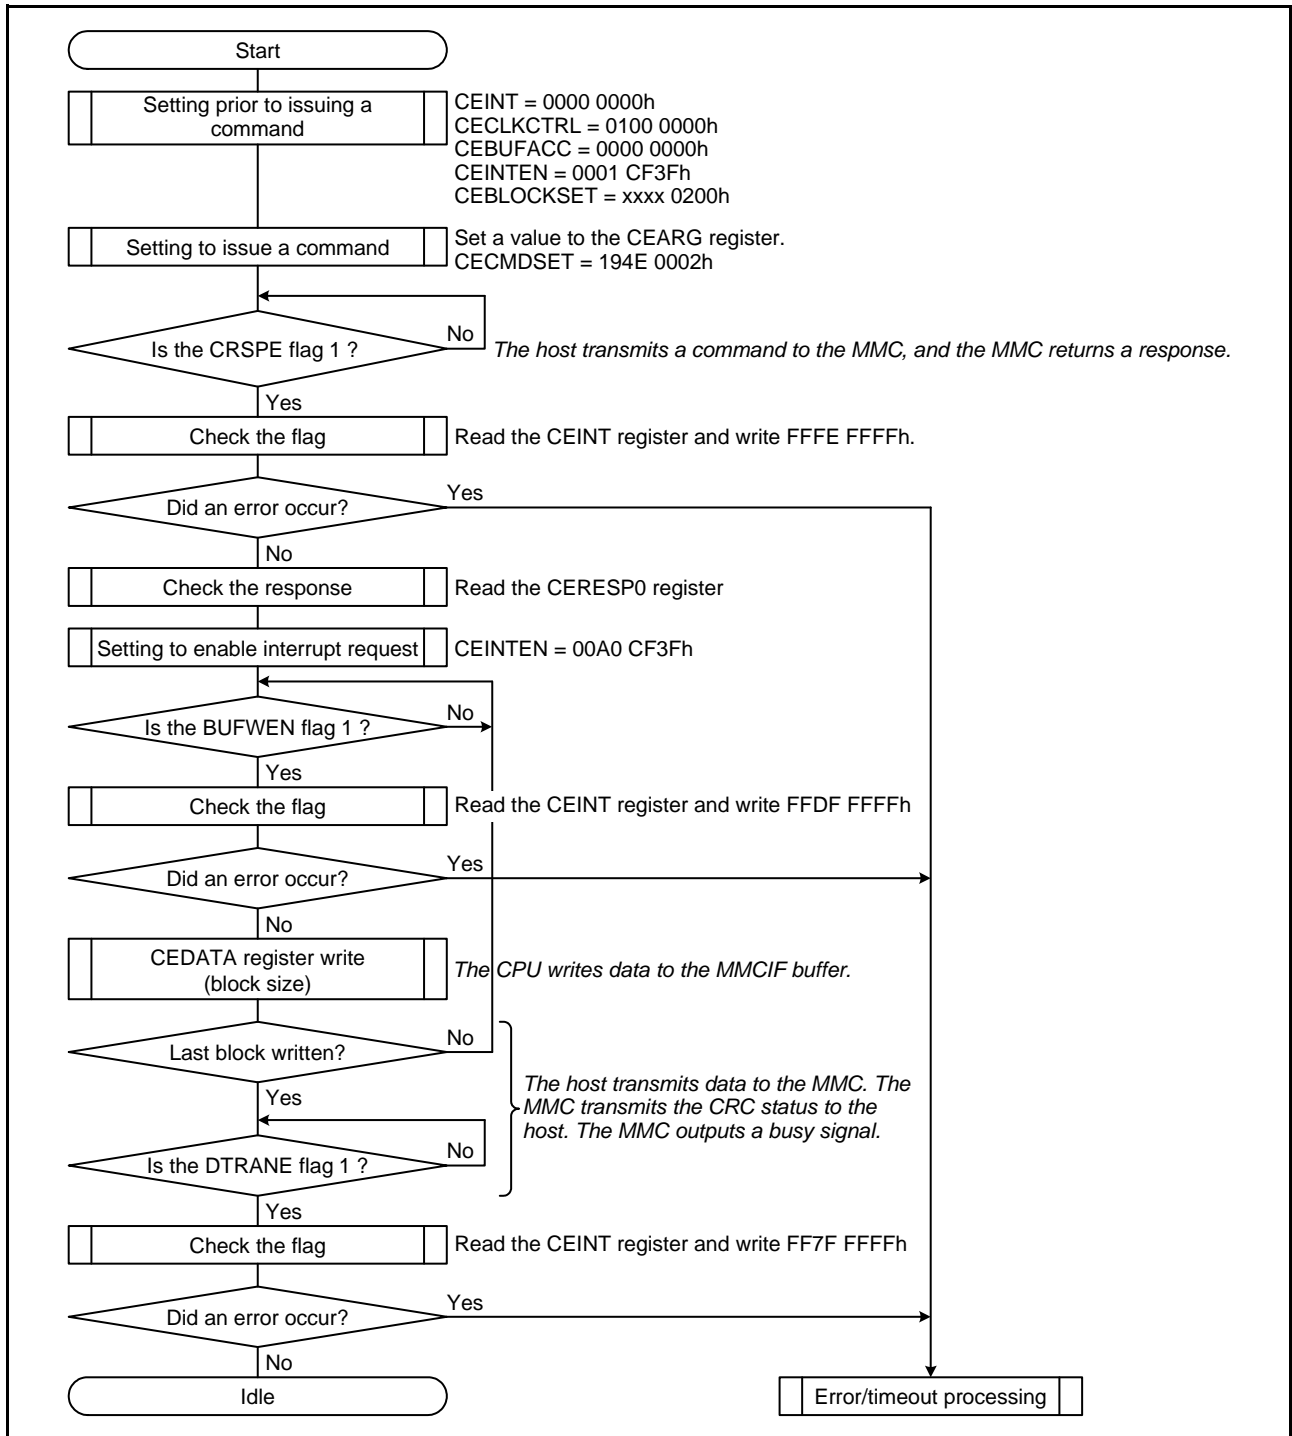 Start
Setting prior to issuing a
command
CEINT = 0000 0000h
CECLKCTRL = 0100 0000h
CEBUFACC = 0000 0000h
CEINTEN = 0001 CF3Fh
CEBLOCKSET = xxxx 0200h
Setting to issue a command
Set a value to the CEARG register.
CECMDSET = 194E 0002h
Is the CRSPE flag 1 ?
No
The host transmits a command to the MMC, and the MMC returns a response.
Yes
Check the flag
Read the CEINT register and write FFFE FFFFh.
Did an error occur?
Yes
No
Check the response
Read the CERESP0 register
Setting to enable interrupt request
CEINTEN = 00A0 CF3Fh
Is the BUFWEN flag 1 ?
No
Yes
Check the flag
Read the CEINT register and write FFDF FFFFh
Did an error occur?
Yes
No
CEDATA register write
(block size)
The CPU writes data to the MMCIF buffer.
Last block written?
No
Yes
The host transmits data to the MMC. The
MMC transmits the CRC status to the
host. The MMC outputs a busy signal.
Is the DTRANE flag 1 ?
No
Yes
Check the flag
Read the CEINT register and write FF7F FFFFh
Did an error occur?
Yes
No
Idle
Error/timeout processing